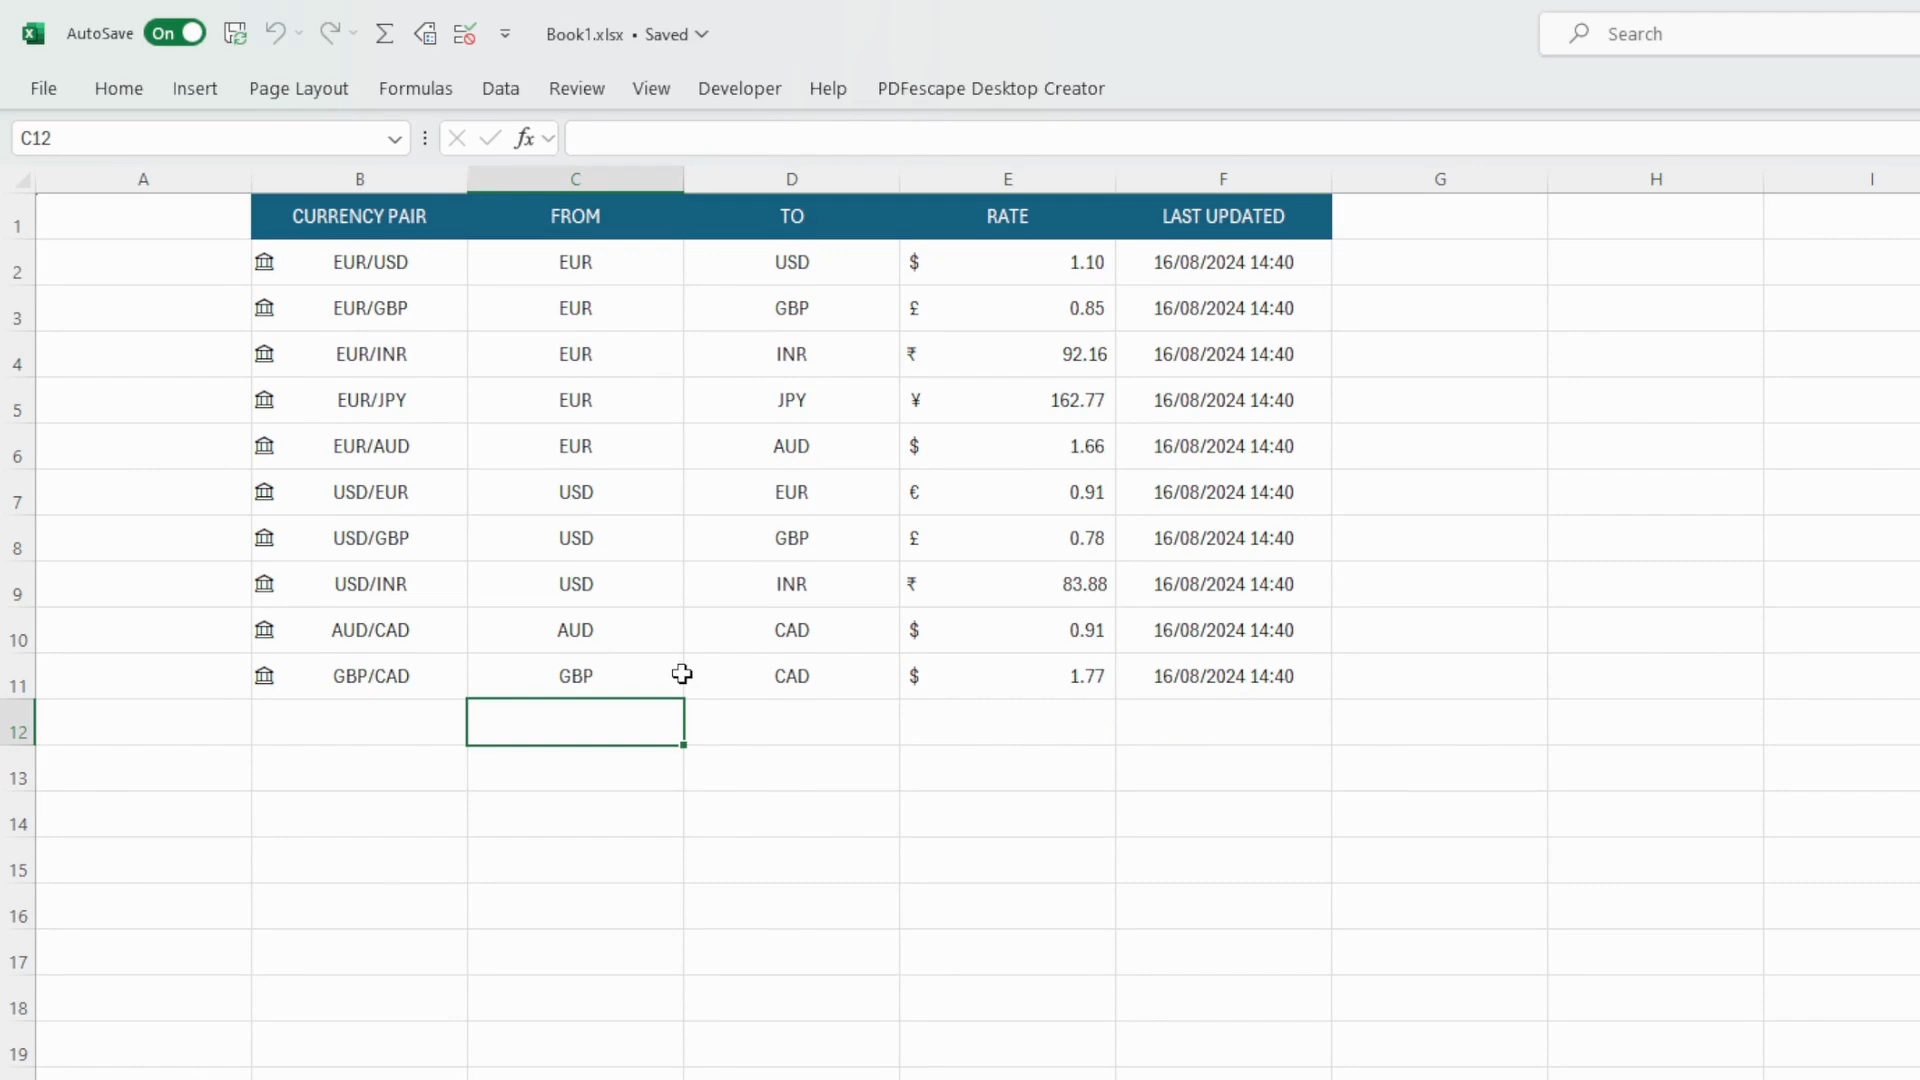 AutoSave On Book1.xlsx • Saved Search
File Home Insert Page Layout Formulas Data Review View Developer Help PDFescape Desktop Creator
C12 fx
A B C D E F G H I
1 CURRENCY PAIR FROM TO RATE LAST UPDATED
2 EUR/USD EUR USD $ 1.10 16/08/2024 14:40
3 EUR/GBP EUR GBP £ 0.85 16/08/2024 14:40
4 EUR/INR EUR INR ₹ 92.16 16/08/2024 14:40
5 EUR/JPY EUR JPY ¥ 162.77 16/08/2024 14:40
6 EUR/AUD EUR AUD $ 1.66 16/08/2024 14:40
7 USD/EUR USD EUR € 0.91 16/08/2024 14:40
8 USD/GBP USD GBP £ 0.78 16/08/2024 14:40
9 USD/INR USD INR ₹ 83.88 16/08/2024 14:40
10 AUD/CAD AUD CAD $ 0.91 16/08/2024 14:40
11 GBP/CAD GBP CAD $ 1.77 16/08/2024 14:40
12
13
14
15
16
17
18
19